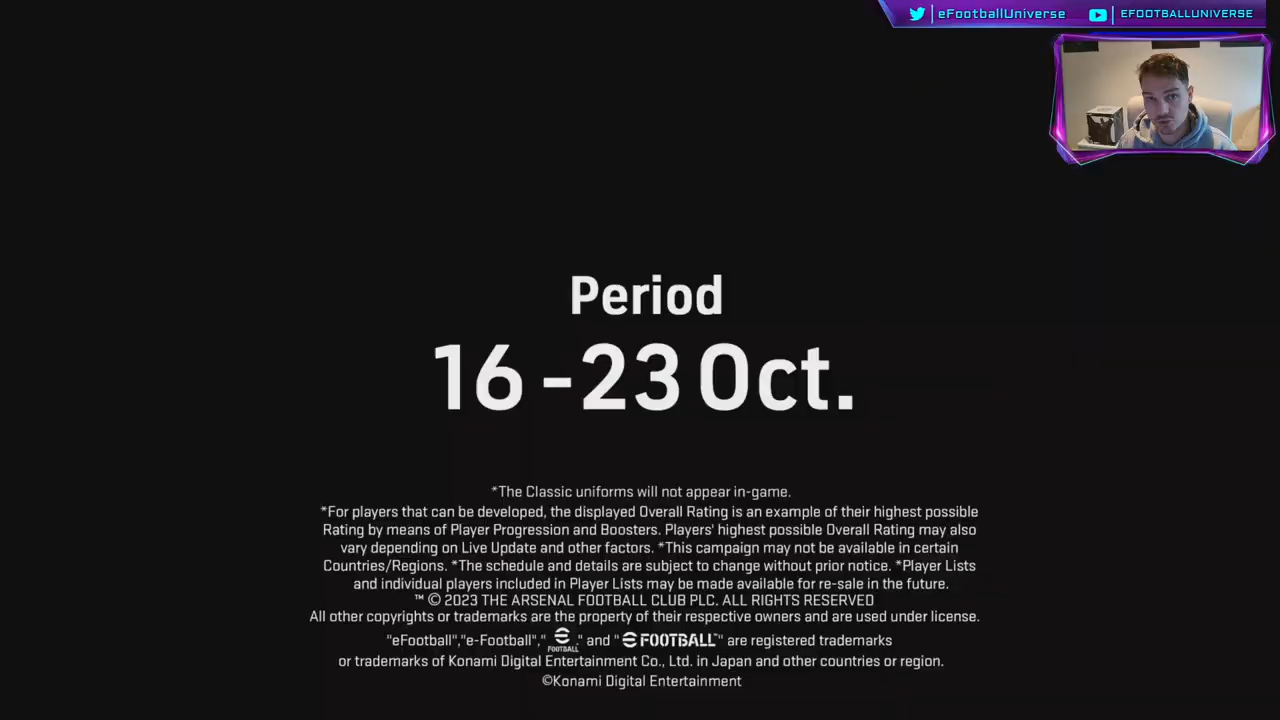 eFootballUniverse
EFOOTBALLUNIVERSE
Period
16-23 Oct.
*The Classic uniforms will not appear in-game.
*For players that can be developed, the displayed Overall Rating is an example of their highest possible
Rating by means of Player Progression and Boosters. Players' highest possible Overall Rating may also
vary depending on Live Update and other factors. *This campaign may not be available in certain
Countries/Regions. *The schedule and details are subject to change without prior notice. *Player Lists
and individual players included in Player Lists may be made available for re-sale in the future.
™ © 2023 THE ARSENAL FOOTBALL CLUB PLC. ALL RIGHTS RESERVED
All other copyrights or trademarks are the property of their respective owners and are used under license.
"eFootball","e-Football"," FOOTBALL " and " FOOTBALL™" are registered trademarks
or trademarks of Konami Digital Entertainment Co., Ltd. in Japan and other countries or region.
©Konami Digital Entertainment